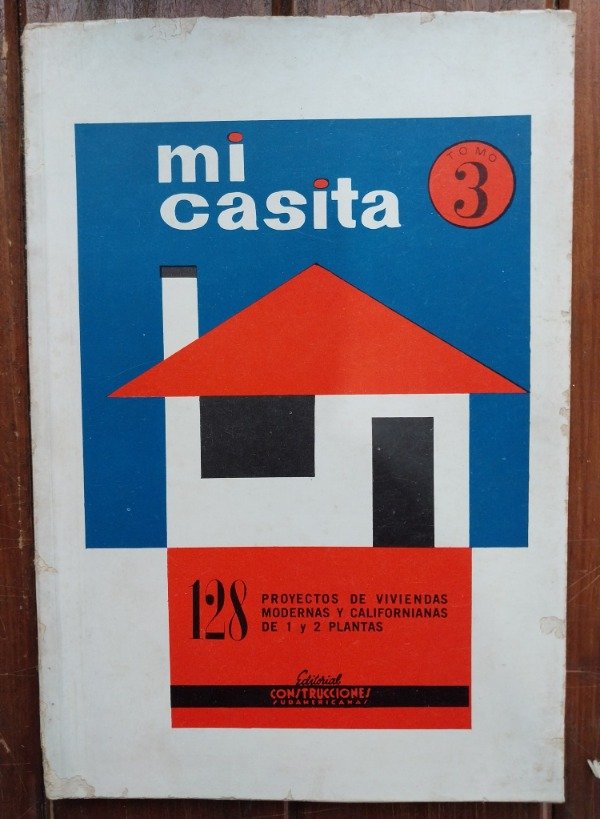 mi
casita
TOMO
3
128
PROYECTOS DE VIVIENDAS
MODERNAS Y CALIFORNIANAS
DE 1 y 2 PLANTAS
Editorial
CONSTRUCCIONES
SUDAMERICANAS